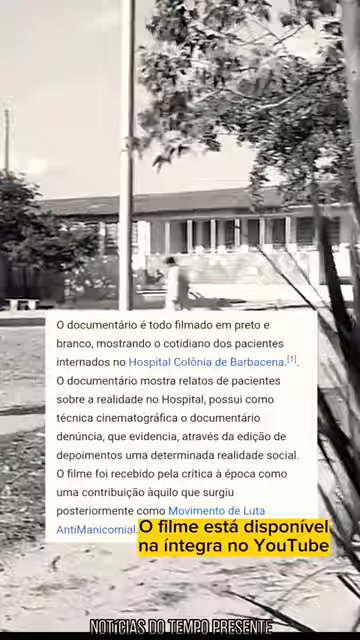 O documentário é todo filmado em preto e
branco, mostrando o cotidiano dos pacientes
internados no Hospital Colônia de Barbacena.[1].
O documentário mostra relatos de pacientes
sobre a realidade no Hospital, possui como
técnica cinematográfica o documentário
denúncia, que evidencia, através da edição de
depoimentos uma determinada realidade social.
O filme foi recebido pela crítica à época como
uma contribuição àquilo que surgiu
posteriormente como Movimento de Luta
AntiManicomial.
O filme está disponível
na íntegra no YouTube
NOTÍCIAS DO TEMPO PRESENTE